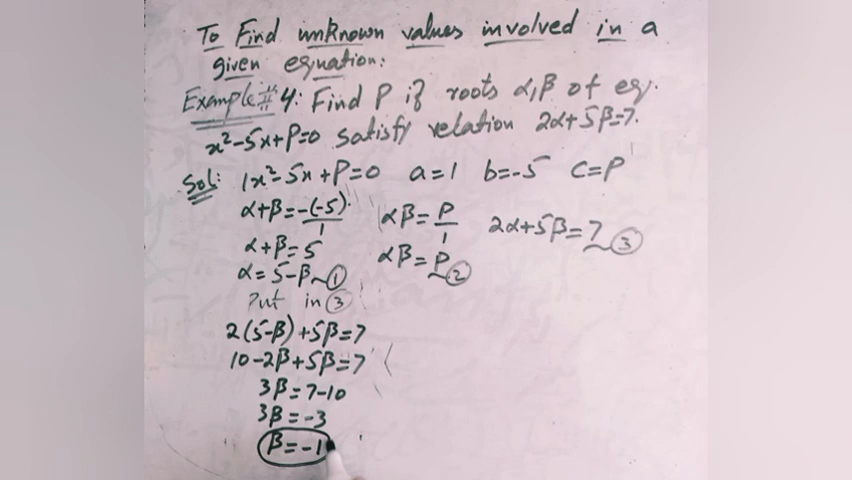 To Find unknown values involved in a
given equation:
Example # 4: Find P if roots α, β of eq.
x²-5x+P=0 satisfy relation 2α+5β=7.
Sol: 1x²-5x+P=0 a=1 b=-5 C=P
α+β=-(-5)/1 αβ=P/1 2α+5β=7 ③
α+β=5 αβ=P ②
α=5-β ①
Put in ③
2(5-β)+5β=7
10-2β+5β=7
3β=7-10
3β=-3
β=-1